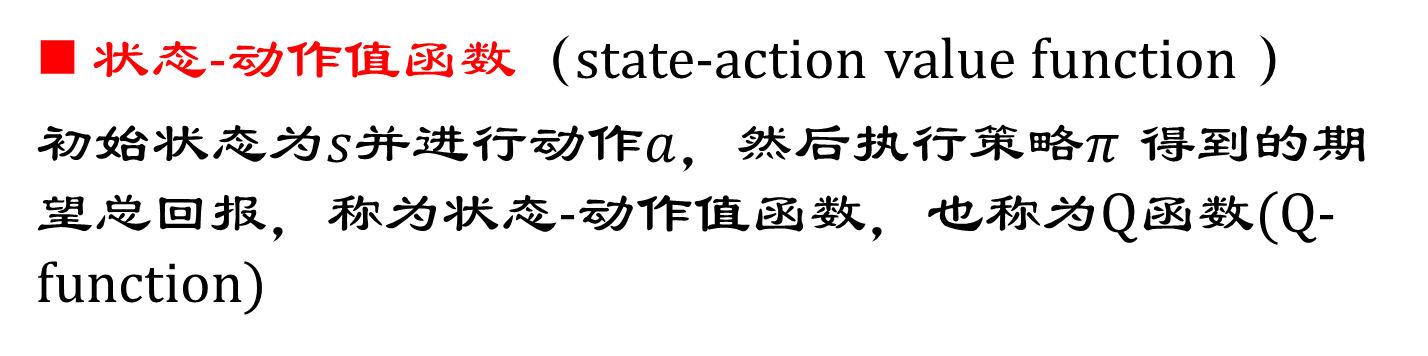 ■ 状态-动作值函数（state-action value function ）
初始状态为𝑠并进行动作𝑎，然后执行策略𝜋 得到的期
望总回报，称为状态-动作值函数，也称为Q函数(Q-
function)